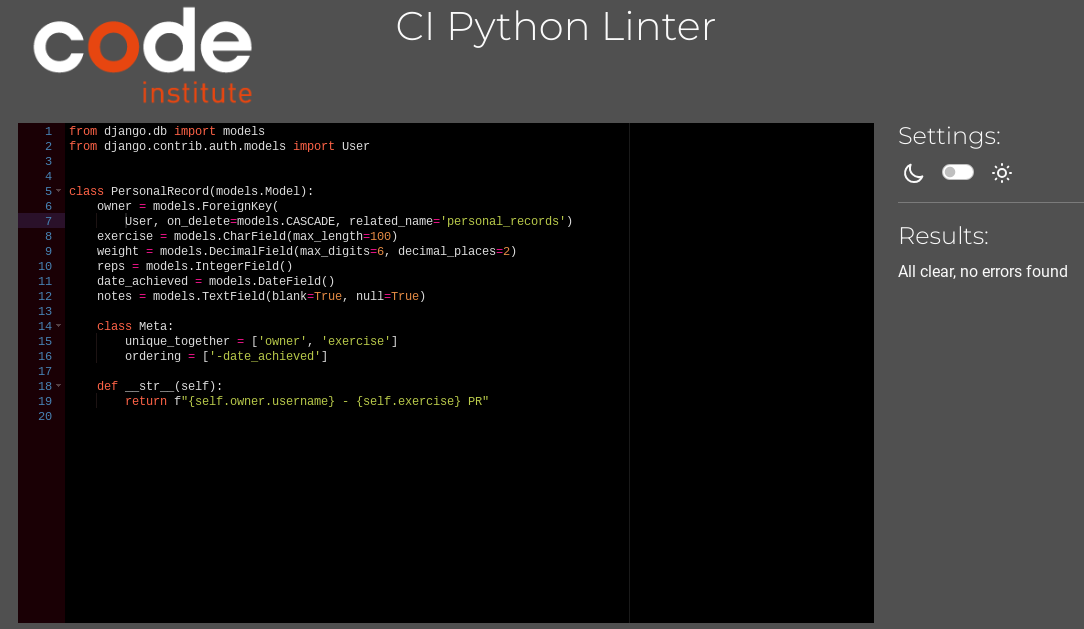 code
institute
CI Python Linter
1 from django.db import models
2 from django.contrib.auth.models import User
3
4
5 class PersonalRecord(models.Model):
6     owner = models.ForeignKey(
7         User, on_delete=models.CASCADE, related_name='personal_records')
8     exercise = models.CharField(max_length=100)
9     weight = models.DecimalField(max_digits=6, decimal_places=2)
10     reps = models.IntegerField()
11     date_achieved = models.DateField()
12     notes = models.TextField(blank=True, null=True)
13
14     class Meta:
15         unique_together = ['owner', 'exercise']
16         ordering = ['-date_achieved']
17
18     def __str__(self):
19         return f"{self.owner.username} - {self.exercise} PR"
20
Settings:
Results:
All clear, no errors found